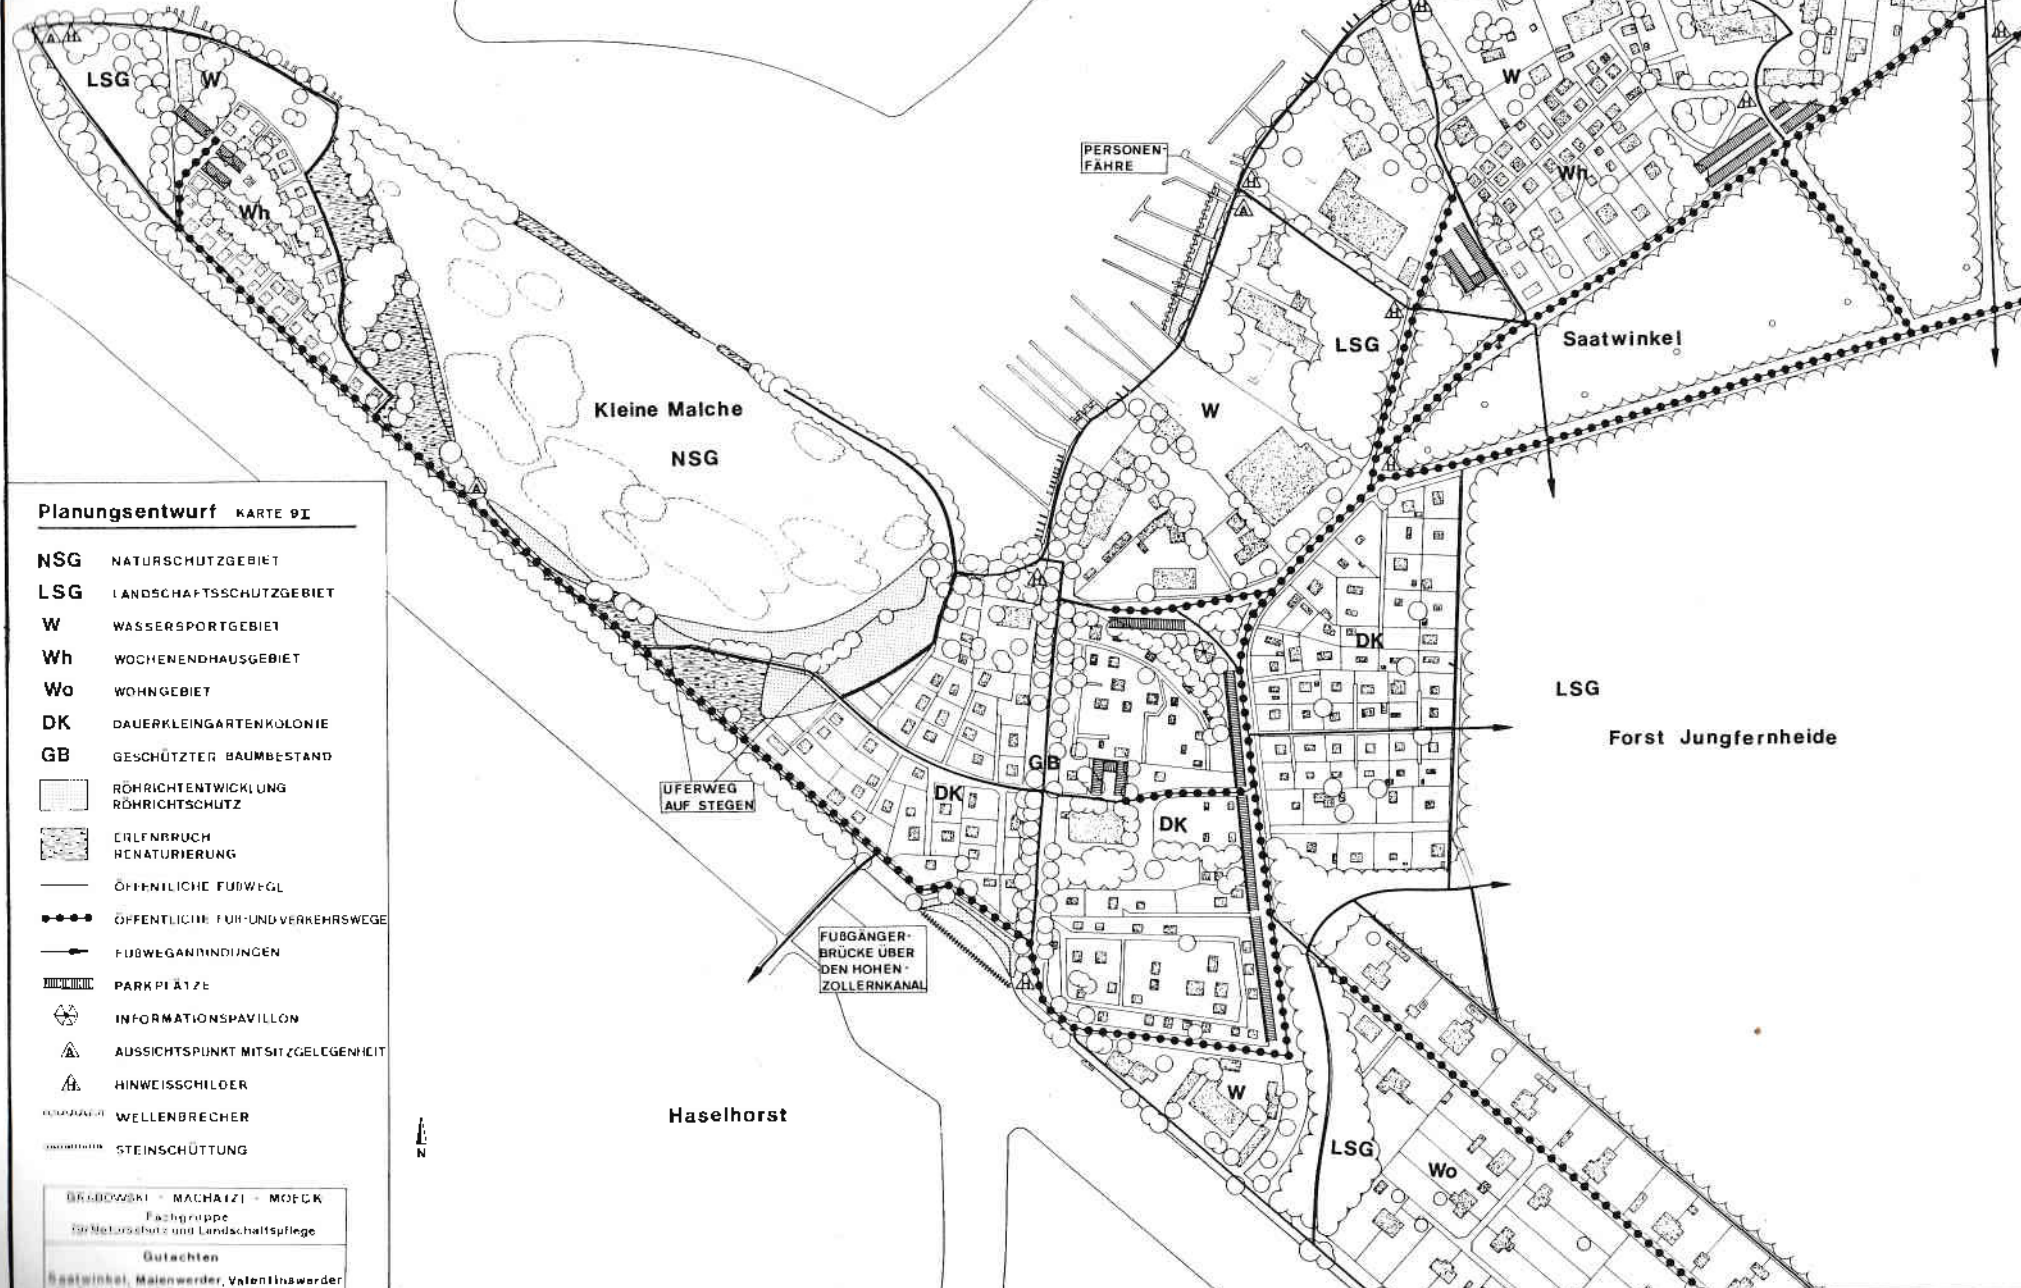 LSG
W
Wh
PERSONEN-
FÄHRE
W
Wh
LSG
Saatwinkel
W
Kleine Malche
NSG
DK
LSG
Forst Jungfernheide
GB
UFERWEG
AUF STEGEN
DK
DK
FUßGÄNGER-
BRÜCKE ÜBER
DEN HOHEN-
ZOLLERNKANAL
Haselhorst
W
LSG
Wo
N
Planungsentwurf KARTE 9I
NSG NATURSCHUTZGEBIET
LSG LANDSCHAFTSSCHUTZGEBIET
W WASSERSPORTGEBIET
Wh WOCHENENDHAUSGEBIET
Wo WOHNGEBIET
DK DAUERKLEINGARTENKOLONIE
GB GESCHÜTZTER BAUMBESTAND
RÖHRICHTENTWICKLUNG
RÖHRICHTSCHUTZ
ERLENBRUCH
RENATURIERUNG
ÖFFENTLICHE FUßWEGE
ÖFFENTLICHE FUß-UND VERKEHRSWEGE
FUßWEGANBINDUNGEN
PARKPLÄTZE
INFORMATIONSPAVILLON
A AUSSICHTSPUNKT MIT SITZGELEGENHEIT
H HINWEISSCHILDER
WELLENBRECHER
STEINSCHÜTTUNG
GRABOWSKI - MACHATZI - MOECK
Fachgruppe
für Naturschutz und Landschaftspflege
Gutachten
Saatwinkel, Maienwerder, Valentinswerder